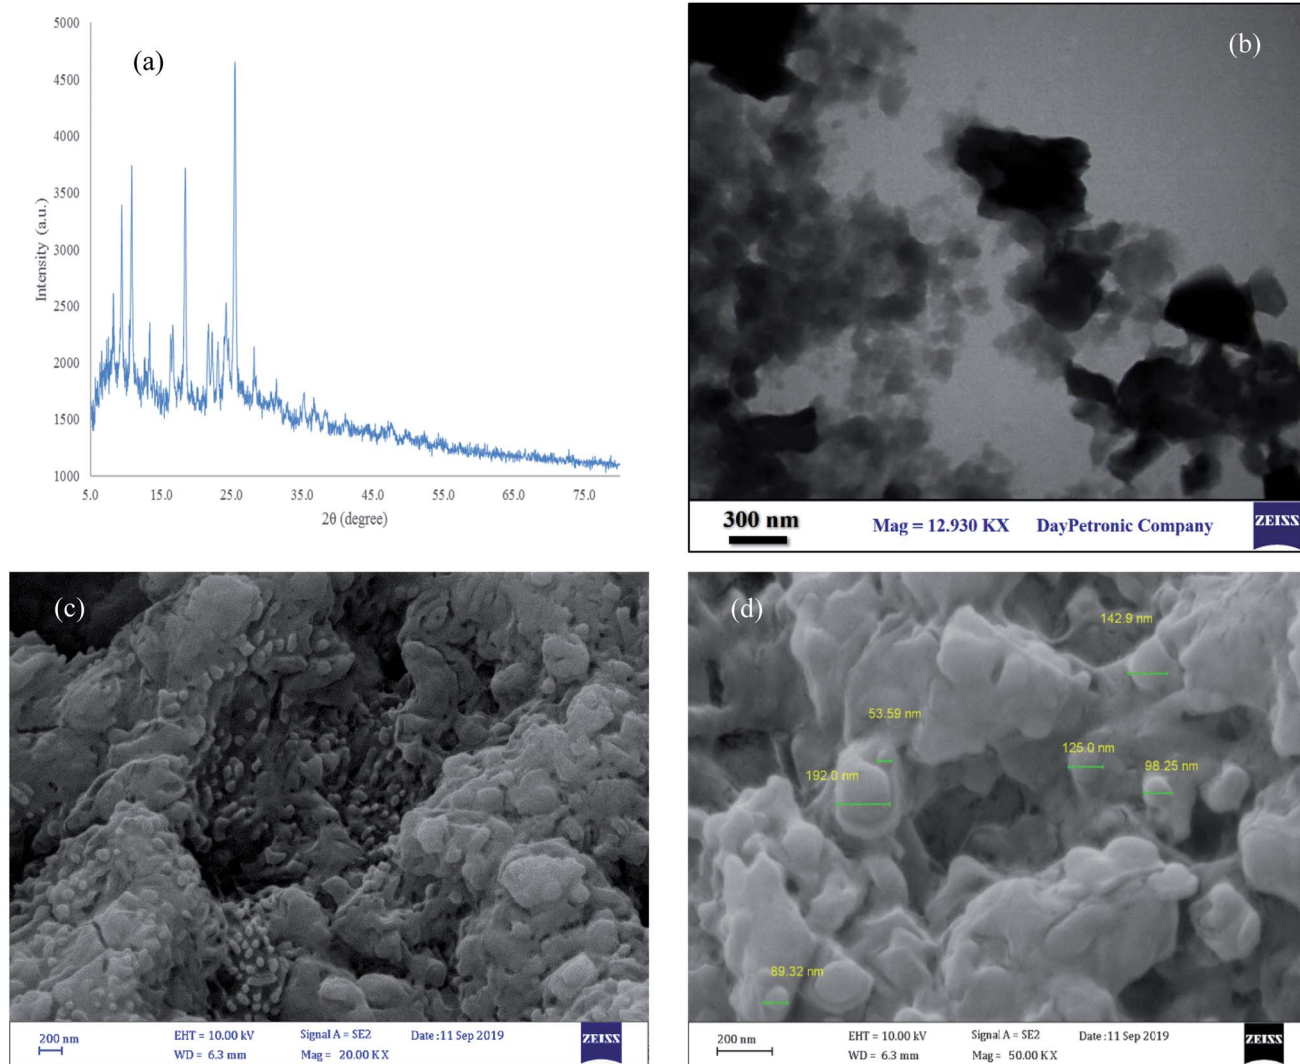 (a)
5000
4500
4000
3500
3000
2500
2000
1500
1000
Intensity (a.u.)
5.0 15.0 25.0 35.0 45.0 55.0 65.0 75.0
2θ (degree)
(b)
300 nm
Mag = 12.930 KX DayPetronic Company
ZEISS
(c)
200 nm
EHT = 10.00 kV Signal A = SE2 Date :11 Sep 2019
WD = 6.3 mm Mag = 20.00 K X
ZEISS
(d)
142.9 nm
53.59 nm
125.0 nm
98.25 nm
192.0 nm
89.32 nm
200 nm
EHT = 10.00 kV Signal A = SE2 Date :11 Sep 2019
WD = 6.3 mm Mag = 50.00 K X
ZEISS